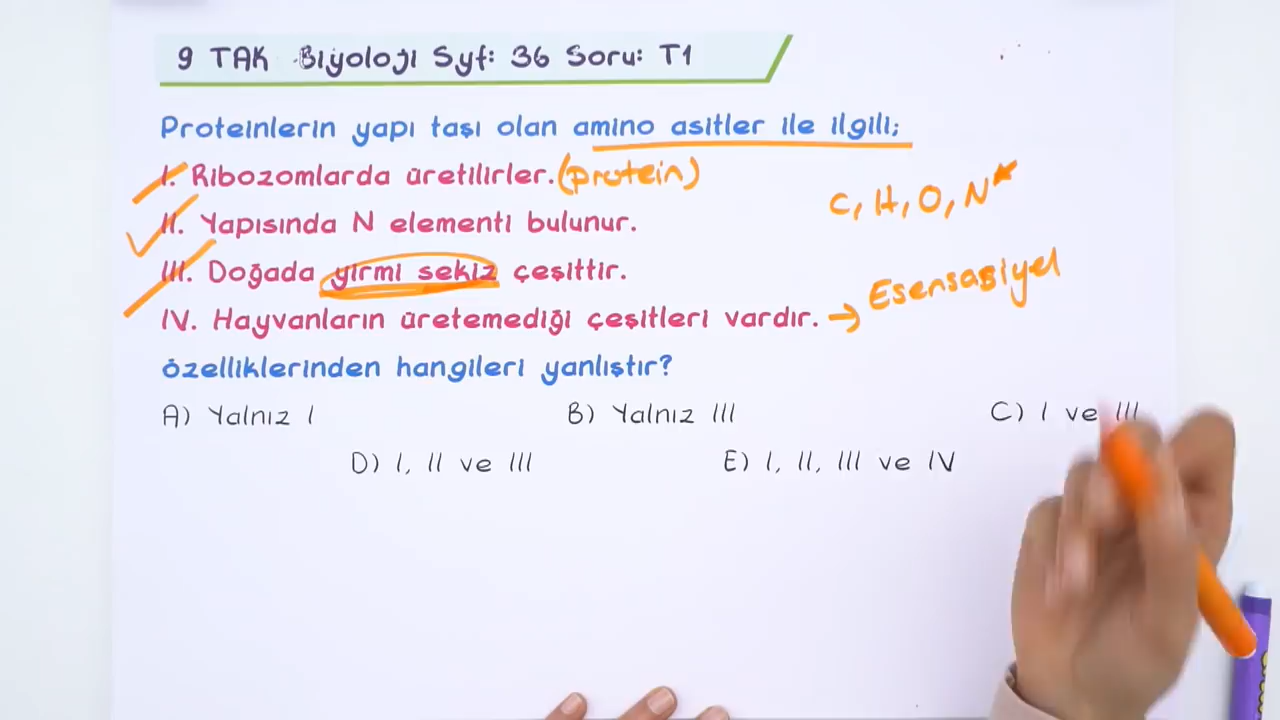 9 TAK Biyoloji Syf: 36 Soru: T1
Proteinlerin yapı taşı olan amino asitler ile ilgili;
I. Ribozomlarda üretilirler. (protein)
C, H, O, N*
II. Yapısında N elementi bulunur.
III. Doğada yirmi sekiz çeşittir.
IV. Hayvanların üretemediği çeşitleri vardır. → Esensasiyel
özelliklerinden hangileri yanlıştır?
A) Yalnız I B) Yalnız III C) I ve III
D) I, II ve III E) I, II, III ve IV